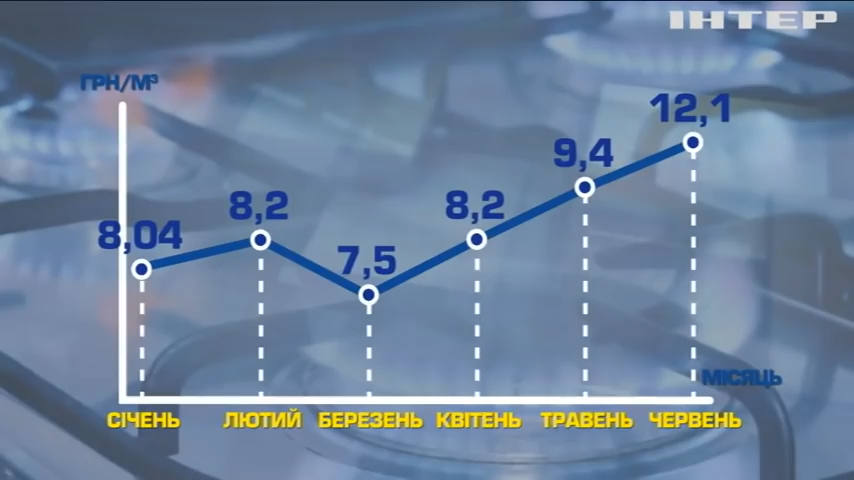 ІНТЕР
ГРН/М³
8,04
8,2
7,5
8,2
9,4
12,1
МІСЯЦЬ
СІЧЕНЬ ЛЮТИЙ БЕРЕЗЕНЬ КВІТЕНЬ ТРАВЕНЬ ЧЕРВЕНЬ